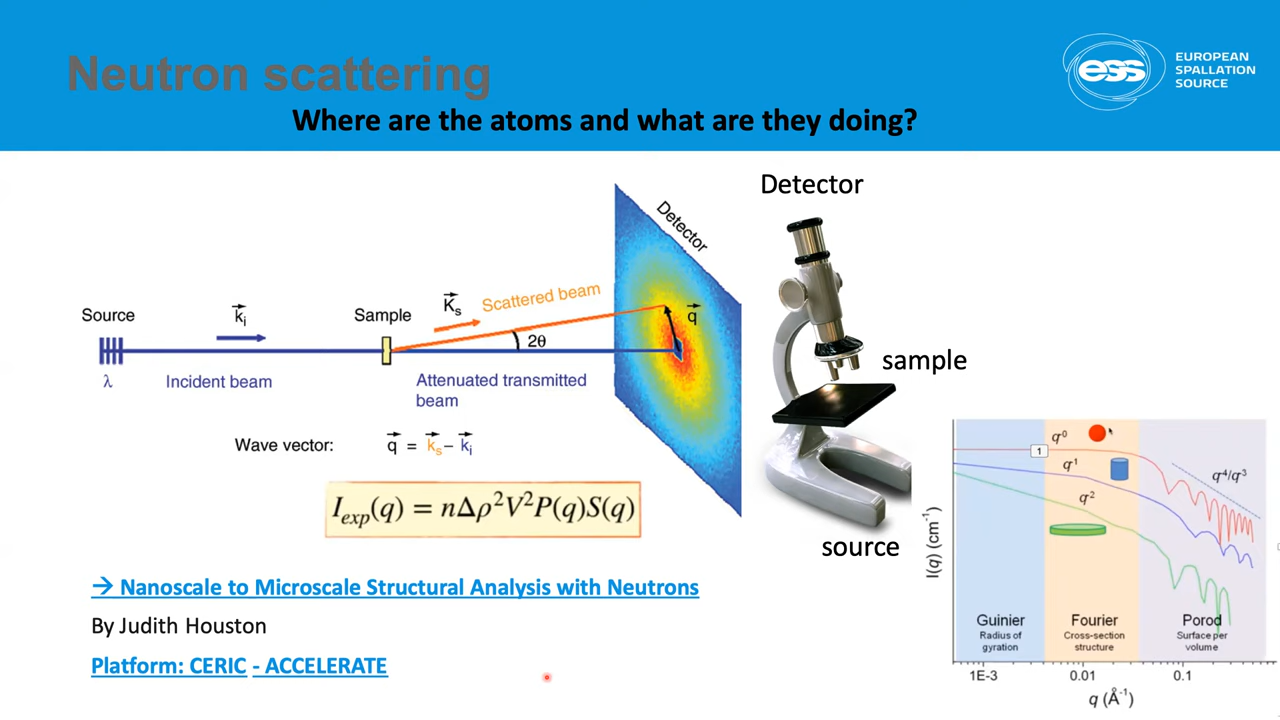 Neutron scattering
Where are the atoms and what are they doing?
ess
EUROPEAN
SPALLATION
SOURCE
Detector
Source
k⃗i
Sample
K⃗s
Scattered beam
q⃗
2θ
λ
Incident beam
Attenuated transmitted
beam
Wave vector: q⃗ = k⃗s − k⃗i
Iexp(q) = nΔρ²V²P(q)S(q)
Detector
sample
source
→ Nanoscale to Microscale Structural Analysis with Neutrons
By Judith Houston
Platform: CERIC - ACCELERATE
I(q) (cm⁻¹)
1
q⁰
q¹
q²
q⁴/q³
Guinier
Radius of
gyration
Fourier
Cross-section
structure
Porod
Surface per
volume
1E-3
0.01
0.1
q (Å⁻¹)